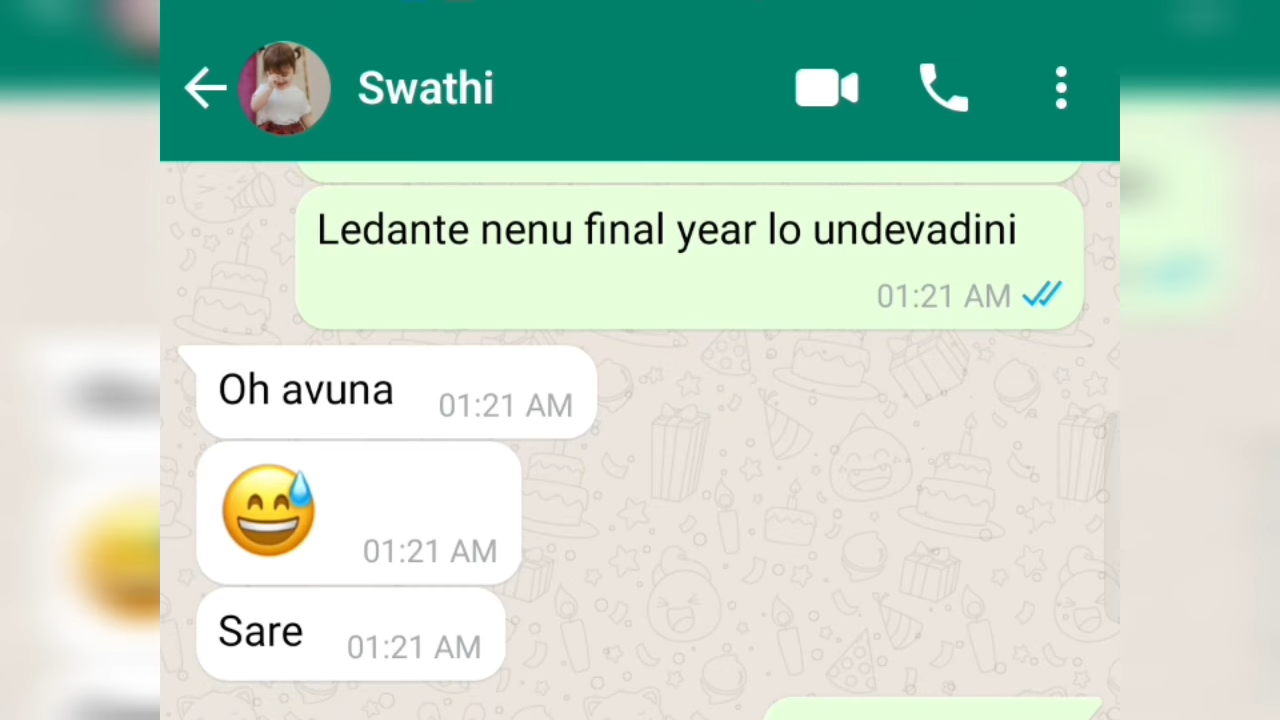 Swathi
Ledante nenu final year lo undevadini
01:21 AM
Oh avuna 01:21 AM
😅 01:21 AM
Sare 01:21 AM